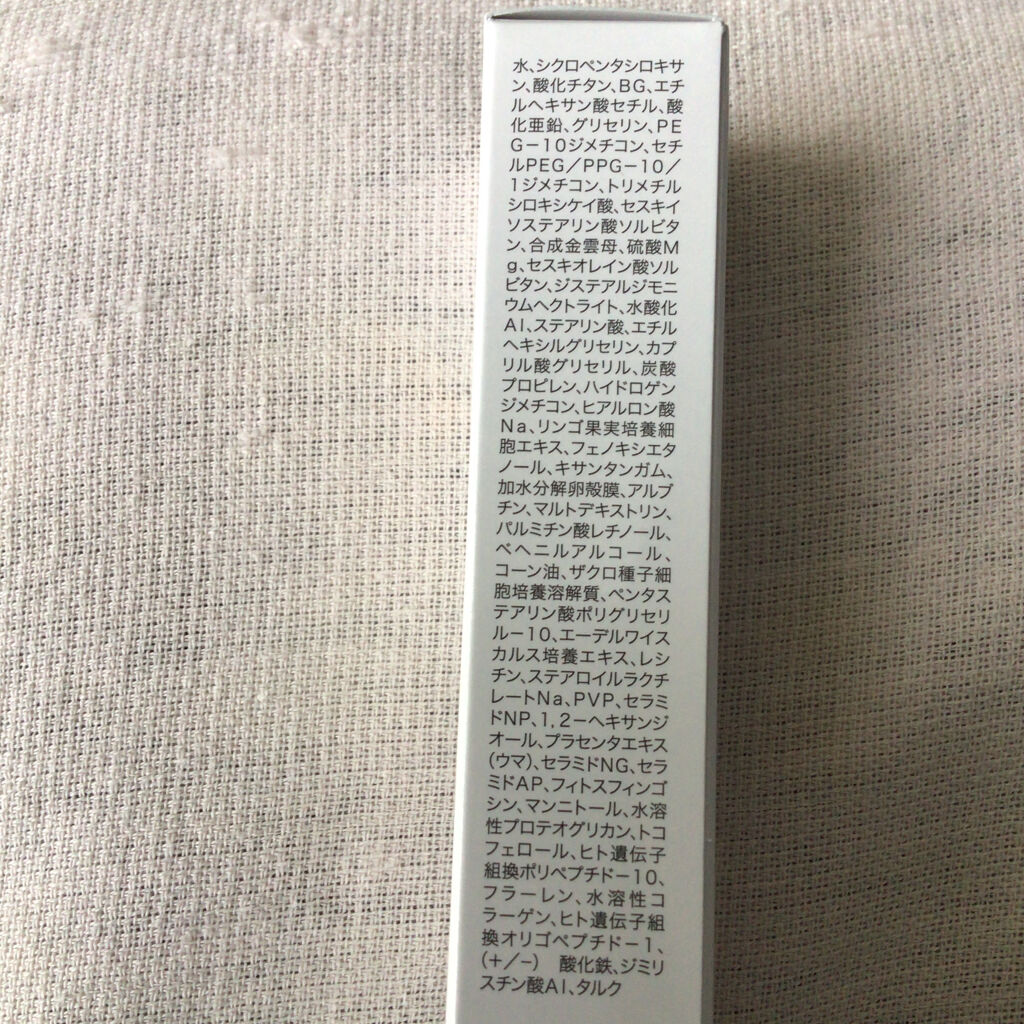 水、シクロペンタシロキサ
ン、酸化チタン、BG、エチ
ルヘキサン酸セチル、酸
化亜鉛、グリセリン、PE
G－10ジメチコン、セチ
ルPEG／PPG－10／
1ジメチコン、トリメチル
シロキシケイ酸、セスキイ
ソステアリン酸ソルビタ
ン、合成金雲母、硫酸M
g、セスキオレイン酸ソル
ビタン、ジステアルジモニ
ウムヘクトライト、水酸化
Al、ステアリン酸、エチル
ヘキシルグリセリン、カプ
リル酸グリセリル、炭酸
プロピレン、ハイドロゲン
ジメチコン、ヒアルロン酸
Na、リンゴ果実培養細
胞エキス、フェノキシエタ
ノール、キサンタンガム、
加水分解卵殻膜、アルブ
チン、マルトデキストリン、
パルミチン酸レチノール、
ベヘニルアルコール、
コーン油、ザクロ種子細
胞培養溶解質、ペンタス
テアリン酸ポリグリセリ
ル－10、エーデルワイス
カルス培養エキス、レシ
チン、ステアロイルラクチ
レートNa、PVP、セラミ
ドNP、1，2－ヘキサンジ
オール、プラセンタエキス
(ウマ)、セラミドNG、セラ
ミドAP、フィトスフィンゴ
シン、マンニトール、水溶
性プロテオグリカン、トコ
フェロール、ヒト遺伝子
組換ポリペプチド－10、
フラーレン、水溶性コ
ラーゲン、ヒト遺伝子組
換オリゴペプチド－1、
(＋／－)　酸化鉄、ジミリ
スチン酸Al、タルク